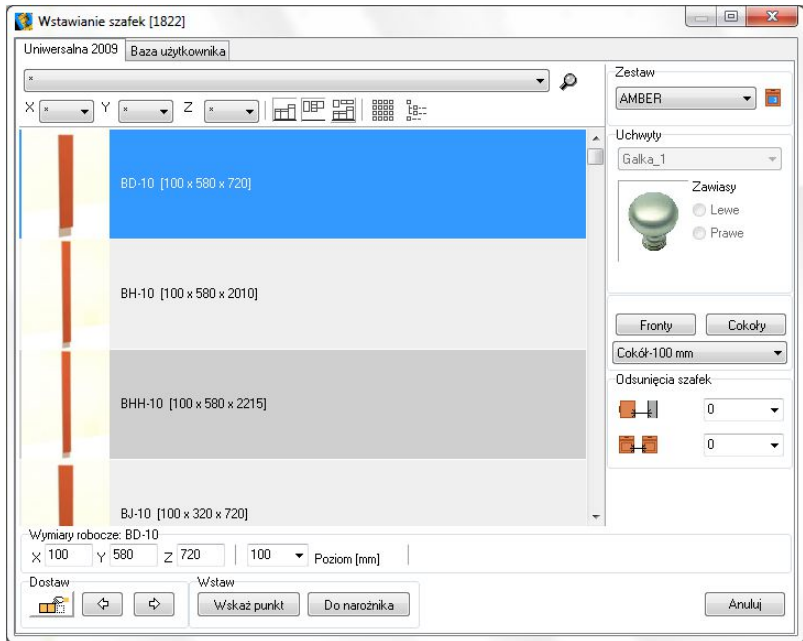 Wstawianie szafek [1822]
Uniwersalna 2009 Baza użytkownika
*
X * Y * Z *
BD-10 [100 x 580 x 720]
BH-10 [100 x 580 x 2010]
BHH-10 [100 x 580 x 2215]
BJ-10 [100 x 320 x 720]
Zestaw
AMBER
Uchwyty
Galka_1
Zawiasy
Lewe
Prawe
Fronty Cokoły
Cokół-100 mm
Odsunięcia szafek
0
0
Wymiary robocze: BD-10
X 100 Y 580 Z 720 100 Poziom [mm]
Dostaw Wstaw
Wskaż punkt Do narożnika Anuluj